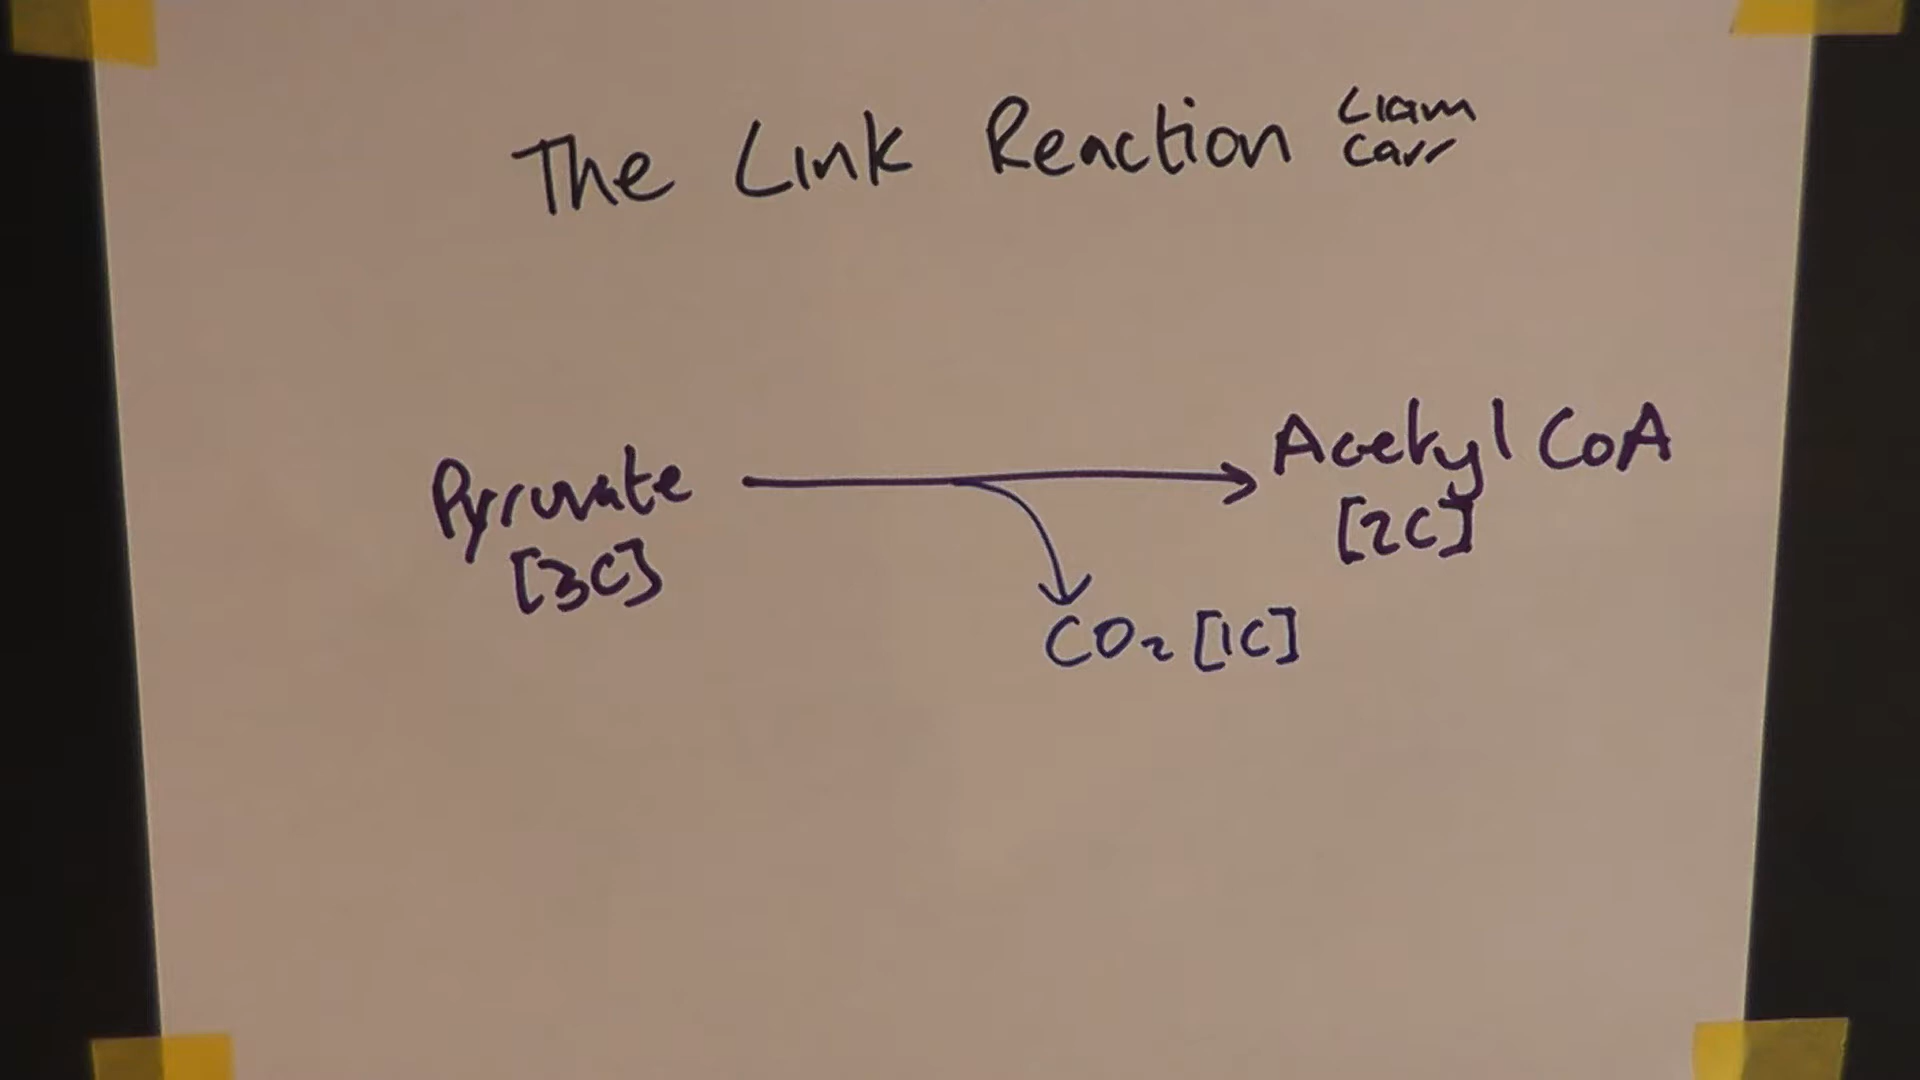 The Link Reaction
Liam
Carr
Pyruvate
[3C]
Acetyl CoA
[2C]
CO₂ [1C]